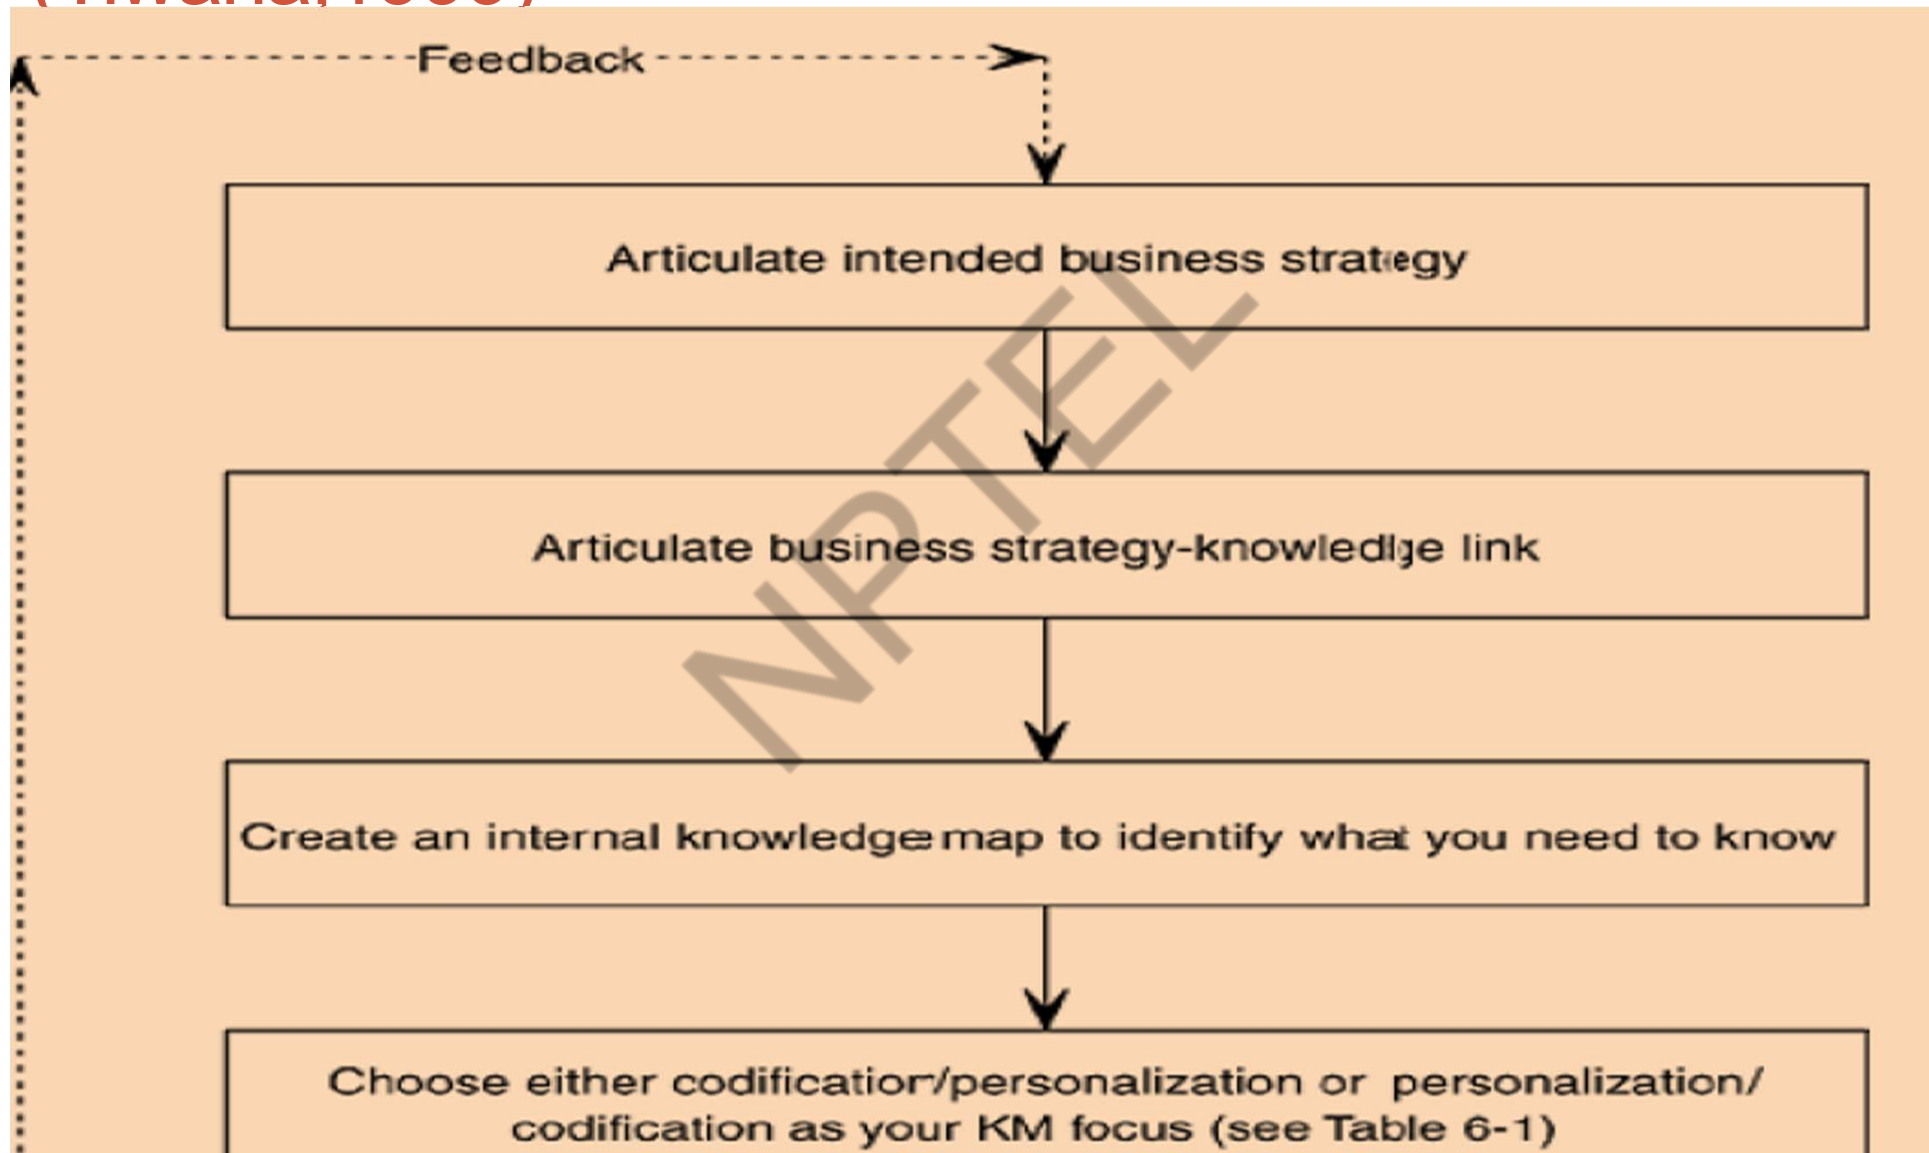 Feedback
Articulate intended business strategy
Articulate business strategy-knowledge link
Create an internal knowledge map to identify what you need to know
Choose either codification/personalization or personalization/
codification as your KM focus (see Table 6-1)
NPTEL